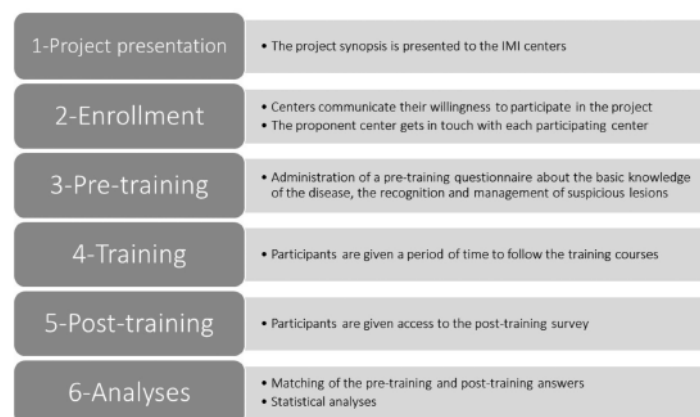 1-Project presentation
• The project synopsis is presented to the IMI centers
2-Enrollment
• Centers communicate their willingness to participate in the project
• The proponent center gets in touch with each participating center
3-Pre-training
• Administration of a pre-training questionnaire about the basic knowledge
of the disease, the recognition and management of suspicious lesions
4-Training
• Participants are given a period of time to follow the training courses
5-Post-training
• Participants are given access to the post-training survey
6-Analyses
• Matching of the pre-training and post-training answers
• Statistical analyses